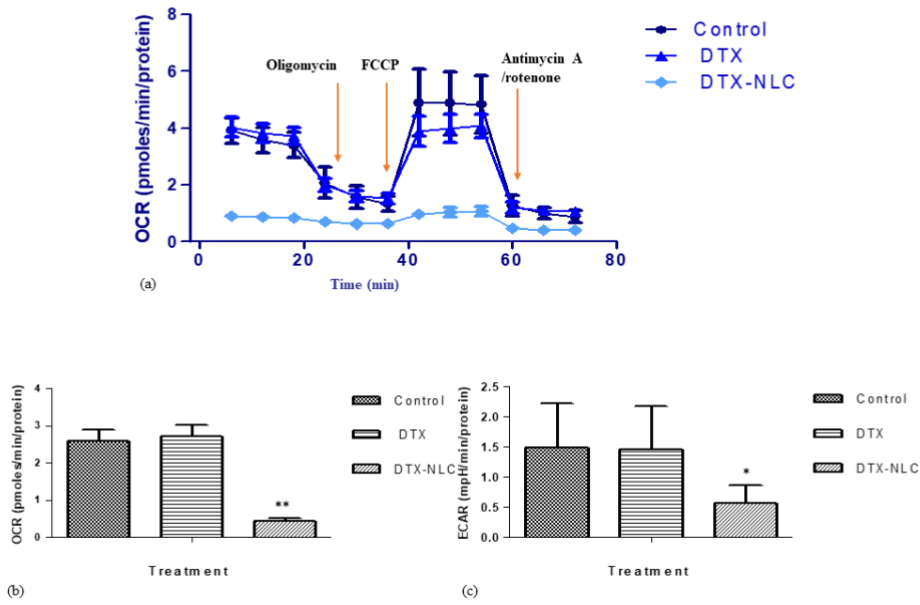 8
6
4
2
0
OCR (pmoles/min/protein)
Oligomycin
FCCP
Antimycin A
/rotenone
Control
DTX
DTX-NLC
0
20
40
60
80
Time (min)
(a)
4
3
2
1
0
OCR (pmoles/min/protein)
**
Control
DTX
DTX-NLC
Treatment
(b)
2.5
2.0
1.5
1.0
0.5
0.0
ECAR (mpH/min/protein)
*
Control
DTX
DTX-NLC
Treatment
(c)